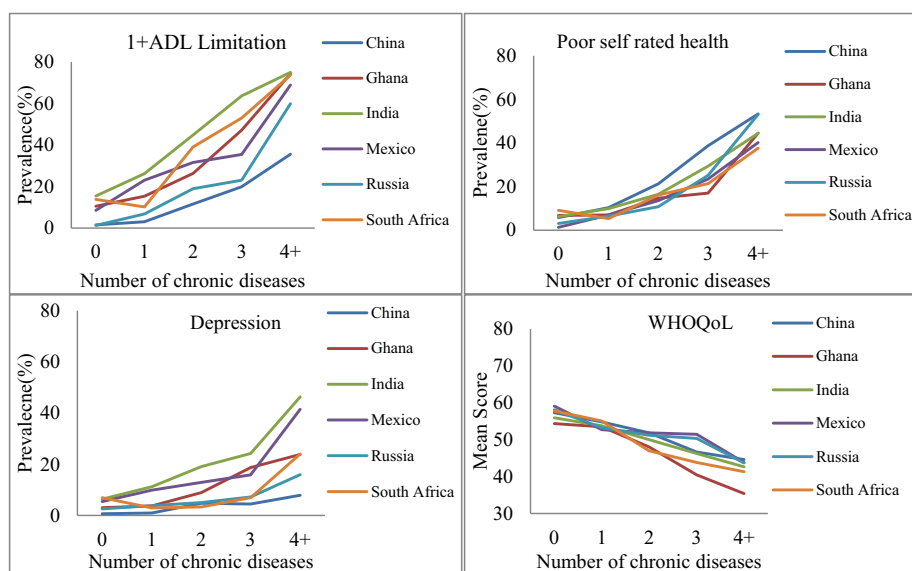 1+ADL Limitation
Prevalence(%)
80
60
40
20
0
0 1 2 3 4+
Number of chronic diseases
China
Ghana
India
Mexico
Russia
South Africa
Poor self rated health
Prevalene(%)
80
60
40
20
0
0 1 2 3 4+
Number of chronic diseases
China
Ghana
India
Mexico
Russia
South Africa
Depression
Prevalecne(%)
80
60
40
20
0
0 1 2 3 4+
Number of chronic diseases
China
Ghana
India
Mexico
Russia
South Africa
WHOQoL
Mean Score
80
70
60
50
40
30
0 1 2 3 4+
Number of chronic diseases
China
Ghana
India
Mexico
Russia
South Africa